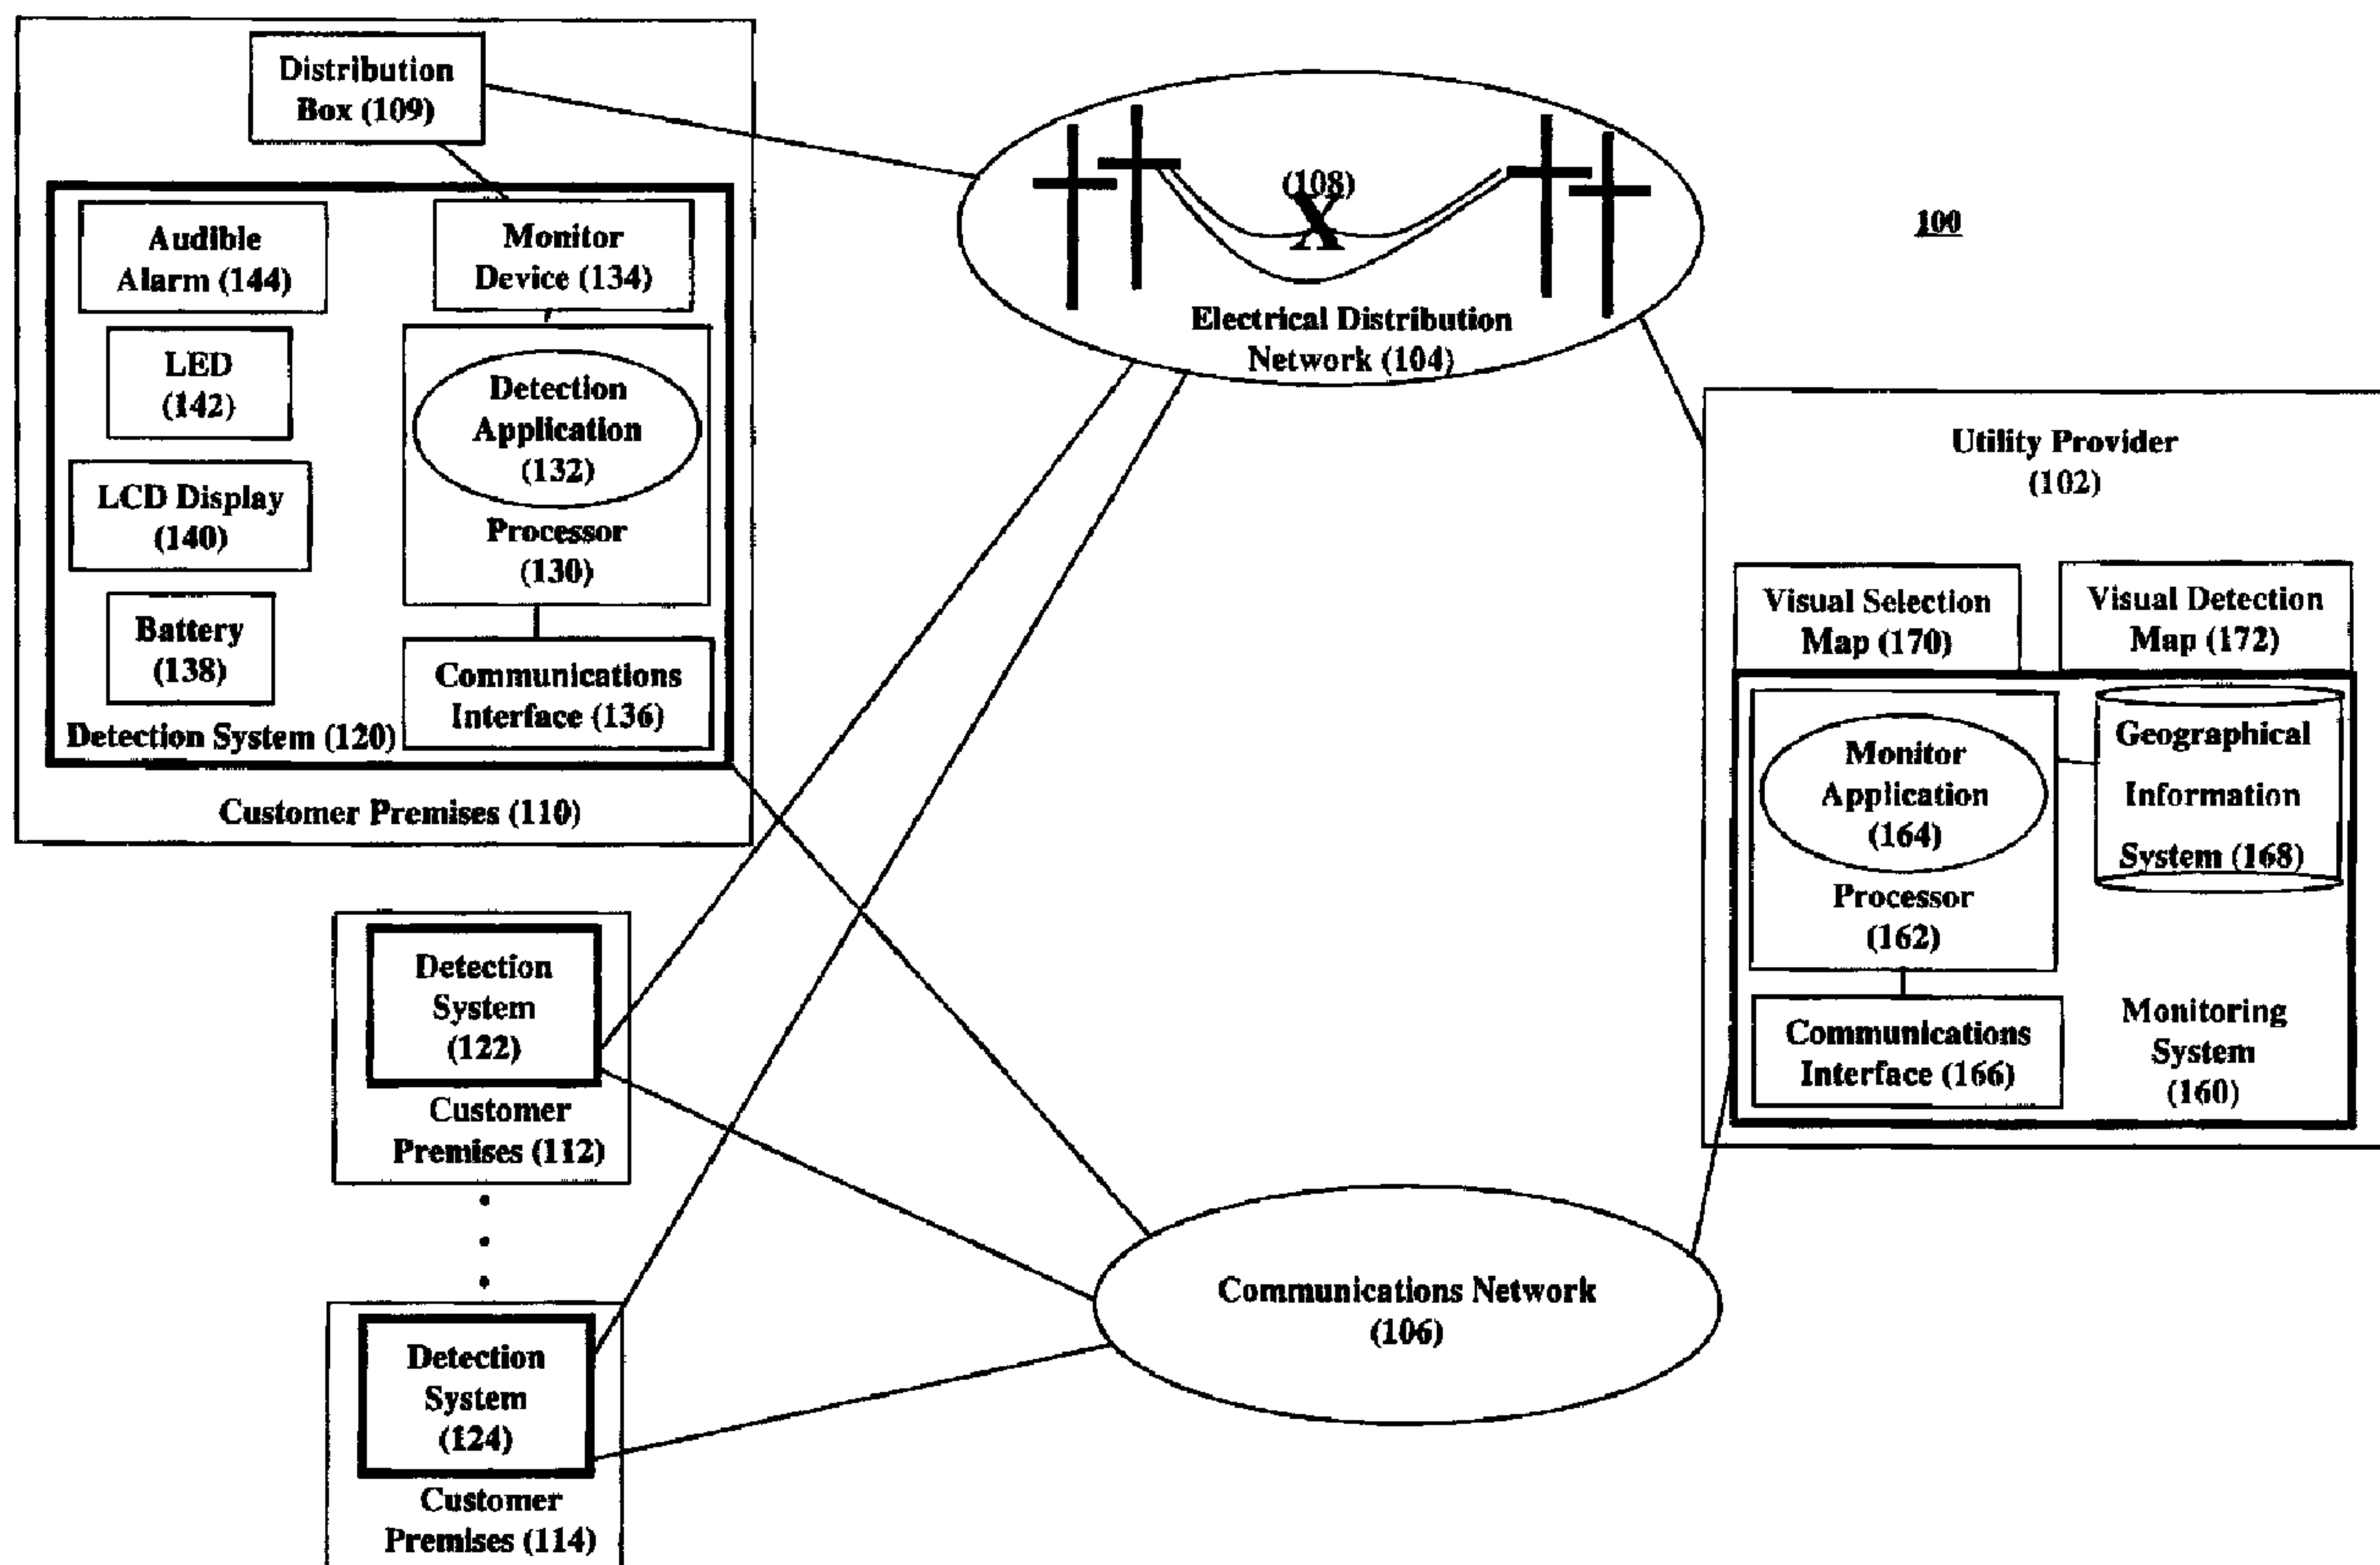 Distribution
Box (109)
Audible
Alarm (144)
Monitor
Device (134)
LED
(142)
Detection
Application
(132)
LCD Display
(140)
Processor
(130)
Battery
(138)
Communications
Interface (136)
Detection System (120)
Customer Premises (110)
Detection
System
(122)
Customer
Premises (112)
Detection
System
(124)
Customer
Premises (114)
(108)
X
Electrical Distribution
Network (104)
100
Utility Provider
(102)
Visual Selection
Map (170)
Visual Detection
Map (172)
Monitor
Application
(164)
Processor
(162)
Geographical
Information
System (168)
Communications
Interface (166)
Monitoring
System
(160)
Communications Network
(106)